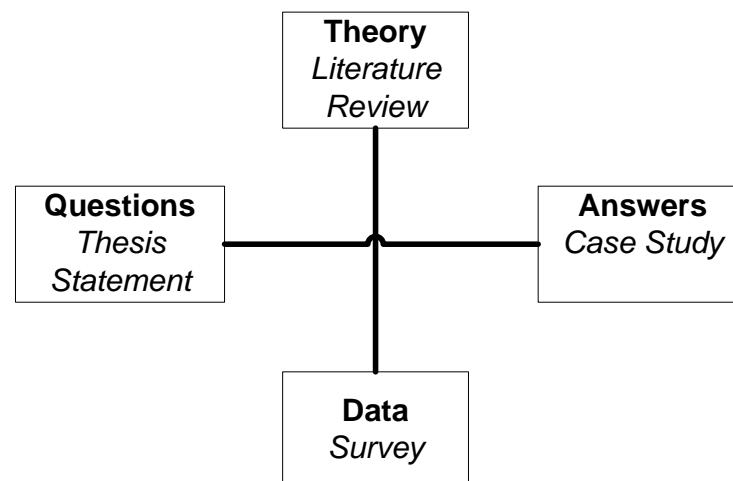 Theory
Literature
Review
Questions
Thesis
Statement
Answers
Case Study
Data
Survey